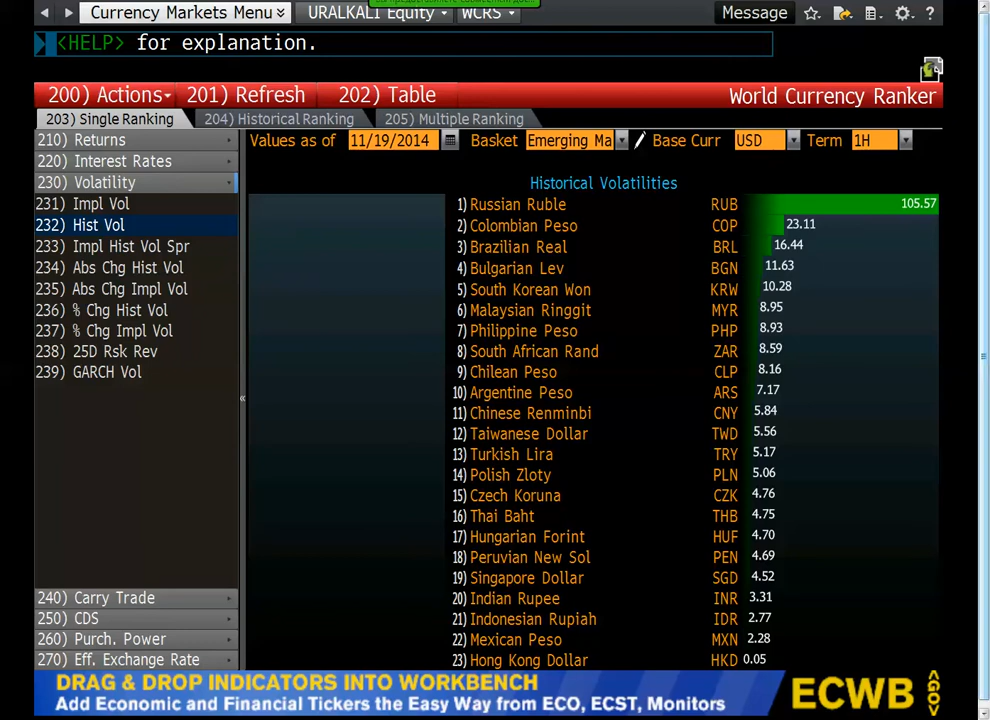 Currency Markets Menu
URALKALI Equity
WCRS
Message
?
<HELP> for explanation.
200) Actions
201) Refresh
202) Table
World Currency Ranker
203) Single Ranking
204) Historical Ranking
205) Multiple Ranking
210) Returns
220) Interest Rates
230) Volatility
231) Impl Vol
232) Hist Vol
233) Impl Hist Vol Spr
234) Abs Chg Hist Vol
235) Abs Chg Impl Vol
236) % Chg Hist Vol
237) % Chg Impl Vol
238) 25D Rsk Rev
239) GARCH Vol
240) Carry Trade
250) CDS
260) Purch. Power
270) Eff. Exchange Rate
Values as of 11/19/2014 Basket Emerging Ma Base Curr USD Term 1H
Historical Volatilities
1) Russian Ruble RUB 105.57
2) Colombian Peso COP 23.11
3) Brazilian Real BRL 16.44
4) Bulgarian Lev BGN 11.63
5) South Korean Won KRW 10.28
6) Malaysian Ringgit MYR 8.95
7) Philippine Peso PHP 8.93
8) South African Rand ZAR 8.59
9) Chilean Peso CLP 8.16
10) Argentine Peso ARS 7.17
11) Chinese Renminbi CNY 5.84
12) Taiwanese Dollar TWD 5.56
13) Turkish Lira TRY 5.17
14) Polish Zloty PLN 5.06
15) Czech Koruna CZK 4.76
16) Thai Baht THB 4.75
17) Hungarian Forint HUF 4.70
18) Peruvian New Sol PEN 4.69
19) Singapore Dollar SGD 4.52
20) Indian Rupee INR 3.31
21) Indonesian Rupiah IDR 2.77
22) Mexican Peso MXN 2.28
23) Hong Kong Dollar HKD 0.05
DRAG & DROP INDICATORS INTO WORKBENCH
Add Economic and Financial Tickers the Easy Way from ECO, ECST, Monitors
ECWB
<GO>